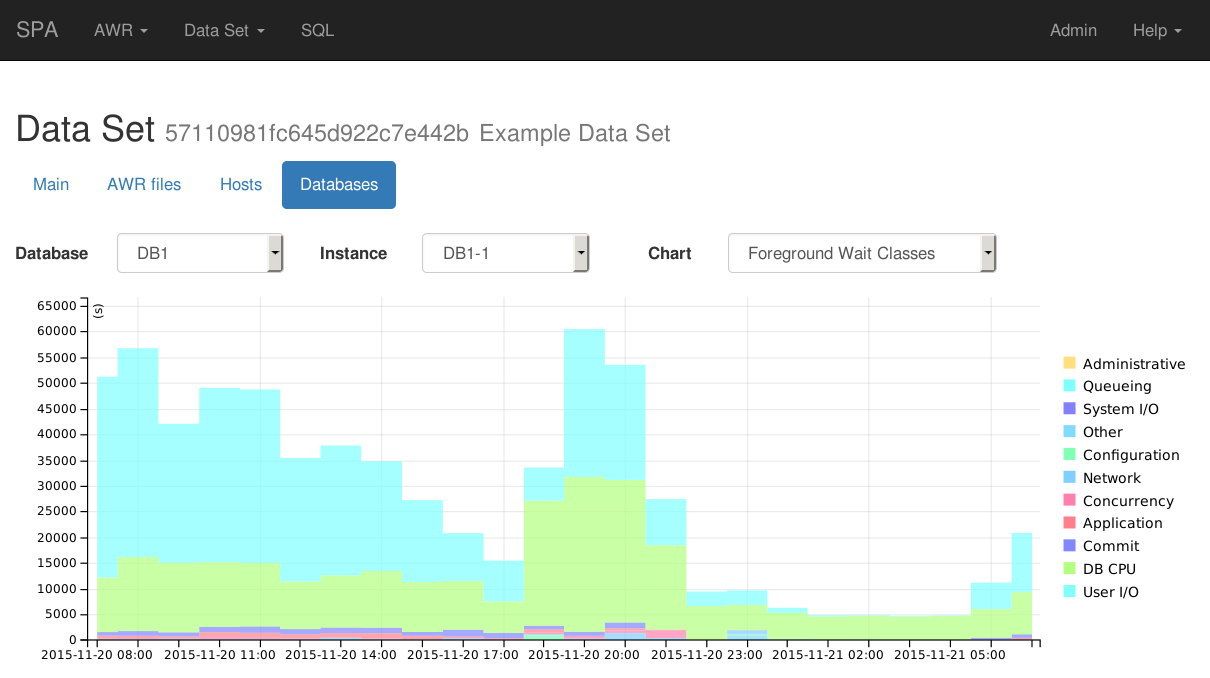 SPA AWR Data Set SQL Admin Help
Data Set 57110981fc645d922c7e442b Example Data Set
Main AWR files Hosts Databases
Database DB1 Instance DB1-1 Chart Foreground Wait Classes
(s)
65000
60000
55000
50000
45000
40000
35000
30000
25000
20000
15000
10000
5000
0
2015-11-20 08:00 2015-11-20 11:00 2015-11-20 14:00 2015-11-20 17:00 2015-11-20 20:00 2015-11-20 23:00 2015-11-21 02:00 2015-11-21 05:00
Administrative
Queueing
System I/O
Other
Configuration
Network
Concurrency
Application
Commit
DB CPU
User I/O